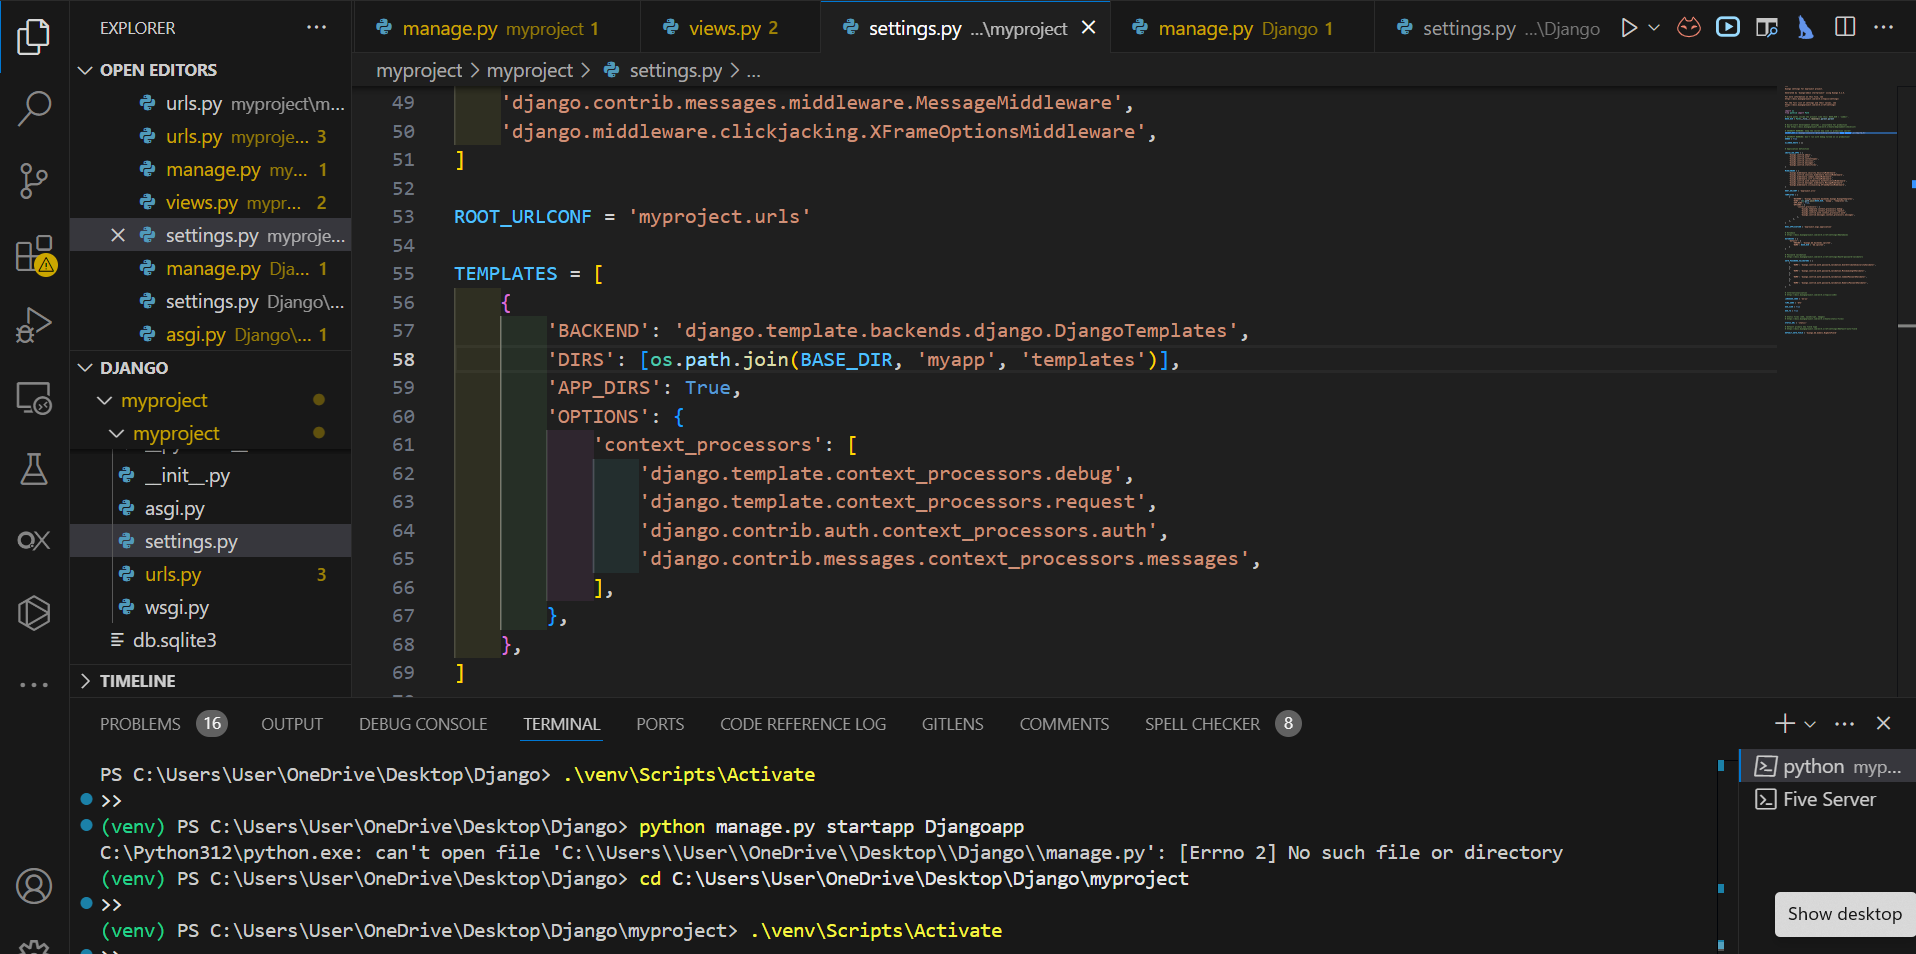 EXPLORER
OPEN EDITORS
urls.py myproject\m...
urls.py myproje... 3
manage.py my... 1
views.py mypr... 2
settings.py myproje...
manage.py Dja... 1
settings.py Django\...
asgi.py Django\... 1
DJANGO
myproject
myproject
__init__.py
asgi.py
settings.py
urls.py 3
wsgi.py
db.sqlite3
TIMELINE
manage.py myproject 1
views.py 2
settings.py ...\myproject
manage.py Django 1
settings.py ...\Django
myproject > myproject > settings.py > ...
49 'django.contrib.messages.middleware.MessageMiddleware',
50 'django.middleware.clickjacking.XFrameOptionsMiddleware',
51 ]
52
53 ROOT_URLCONF = 'myproject.urls'
54
55 TEMPLATES = [
56 {
57 'BACKEND': 'django.template.backends.django.DjangoTemplates',
58 'DIRS': [os.path.join(BASE_DIR, 'myapp', 'templates')],
59 'APP_DIRS': True,
60 'OPTIONS': {
61 'context_processors': [
62 'django.template.context_processors.debug',
63 'django.template.context_processors.request',
64 'django.contrib.auth.context_processors.auth',
65 'django.contrib.messages.context_processors.messages',
66 ],
67 },
68 },
69 ]
PROBLEMS 16 OUTPUT DEBUG CONSOLE TERMINAL PORTS CODE REFERENCE LOG GITLENS COMMENTS SPELL CHECKER 8
PS C:\Users\User\OneDrive\Desktop\Django> .\venv\Scripts\Activate
>>
(venv) PS C:\Users\User\OneDrive\Desktop\Django> python manage.py startapp Djangoapp
C:\Python312\python.exe: can't open file 'C:\\Users\\User\\OneDrive\\Desktop\\Django\\manage.py': [Errno 2] No such file or directory
(venv) PS C:\Users\User\OneDrive\Desktop\Django> cd C:\Users\User\OneDrive\Desktop\Django\myproject
>>
(venv) PS C:\Users\User\OneDrive\Desktop\Django\myproject> .\venv\Scripts\Activate
>>
python myp...
Five Server
Show desktop